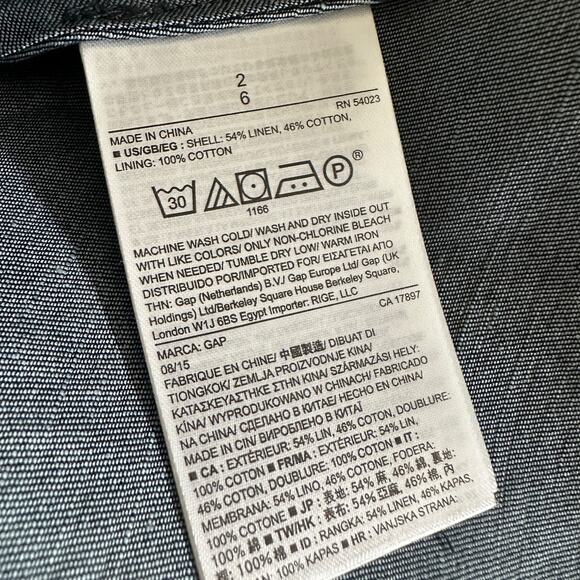 2
6
MADE IN CHINA RN 54023
■ US/GB/EG : SHELL: 54% LINEN, 46% COTTON,
LINING: 100% COTTON
30 P ®
1166
MACHINE WASH COLD/ WASH AND DRY INSIDE OUT
WITH LIKE COLORS/ ONLY NON-CHLORINE BLEACH
WHEN NEEDED/ TUMBLE DRY LOW/ WARM IRON
DISTRIBUIDO POR/IMPORTED FOR/ ΕΙΣΑΓΕΤΑΙ ΑΠΟ
THN: Gap (Netherlands) B.V./ Gap Europe Ltd/ Gap (UK
Holdings) Ltd/Berkeley Square House Berkeley Square,
London W1J 6BS Egypt Importer: RIGE, LLC
CA 17897
MARCA: GAP
08/15
FABRIQUE EN CHINE/ 中國製造/ DIBUAT DI
TIONGKOK/ ZEMLJA PROIZVODNJE KINA/
ΚΑΤΑΣΚΕΥΑΣΤΗΚΕ ΣΤΗΝ ΚΙΝΑ/ SZÁRMAZÁSI HELY:
KÍNA/ WYPRODUKOWANO W CHINACH/ FABRICADO
NA CHINA/ СДЕЛАНО В КИТАЕ/
MADE IN CIN/ ВИРОБЛЕНО В КИТАЇ
■ CA : EXTÉRIEUR: 54% LIN, 46% COTON, DOUBLURE:
100% COTON ■ FR/MA : EXTÉRIEUR: 54% LIN,
46% COTON, DOUBLURE: 100% COTON ■ IT :
MEMBRANA: 54% LINO, 46% COTONE, FODERA:
100% COTONE ■ JP : 表地: 54% 麻, 46% 綿, 裏地:
100% 綿 ■ TW/HK : 表地: 54% 亞麻, 46% 棉, 內
100% 棉 ■ ID : RANGKA: 54% LINEN, 46% KAPAS,
100% KAPAS ■ HR : VANJSKA STRANA: